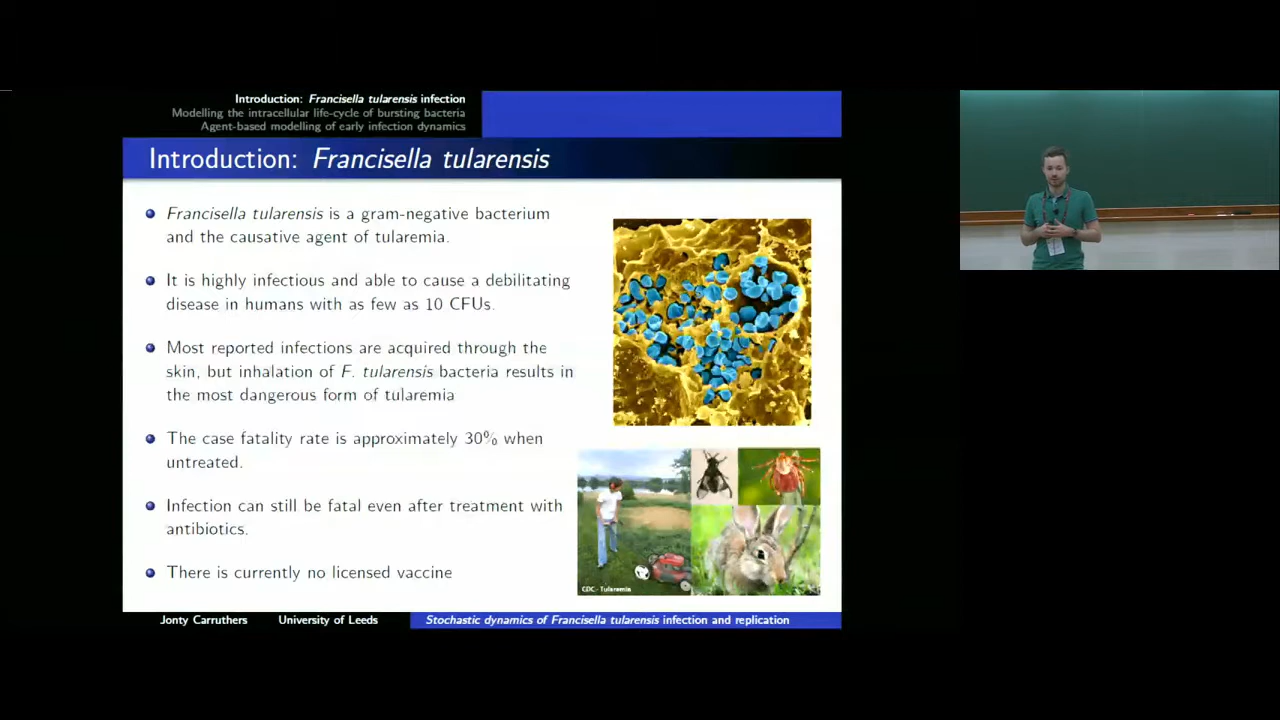 Introduction: Francisella tularensis infection
Modelling the intracellular life-cycle of bursting bacteria
Agent-based modelling of early infection dynamics
Introduction: Francisella tularensis
Francisella tularensis is a gram-negative bacterium
and the causative agent of tularemia.
It is highly infectious and able to cause a debilitating
disease in humans with as few as 10 CFUs.
Most reported infections are acquired through the
skin, but inhalation of F. tularensis bacteria results in
the most dangerous form of tularemia
The case fatality rate is approximately 30% when
untreated.
Infection can still be fatal even after treatment with
antibiotics.
There is currently no licensed vaccine
CDC - Tularemia
Jonty Carruthers University of Leeds Stochastic dynamics of Francisella tularensis infection and replication